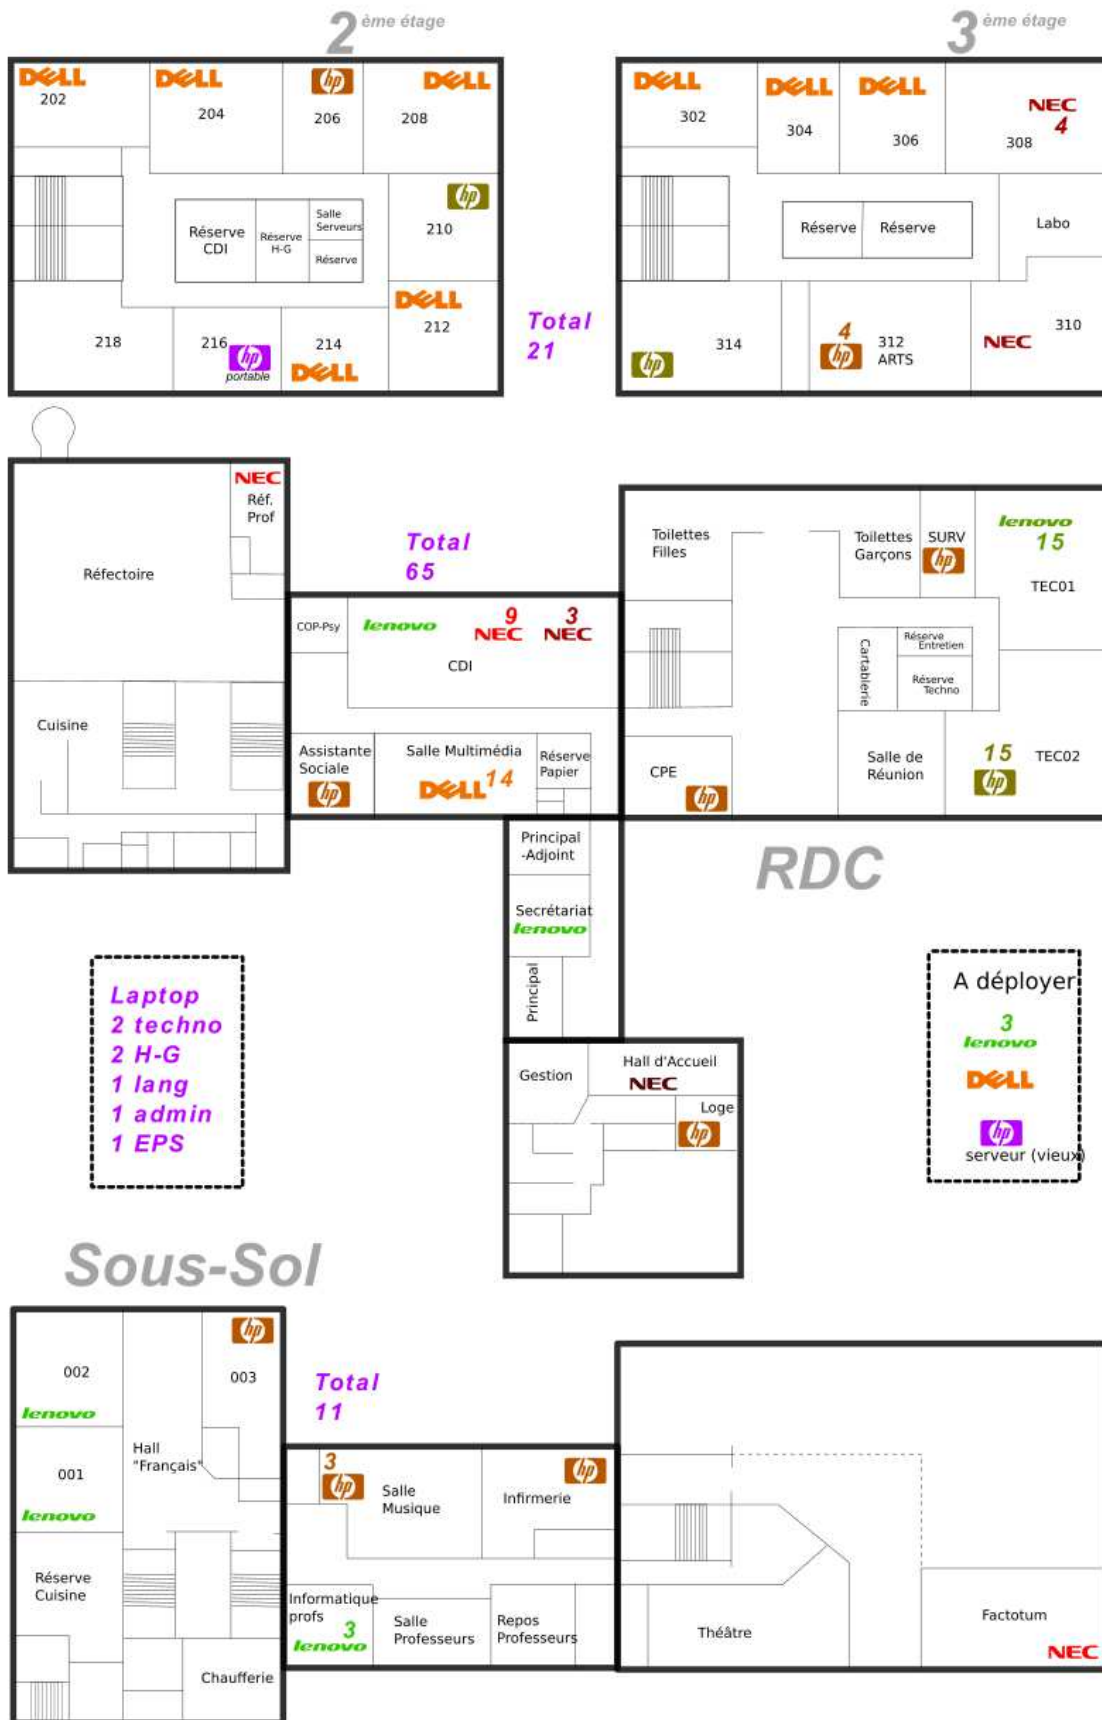 2 ème étage
DELL
202
DELL
204
hp
206
DELL
208
hp
210
Réserve
CDI
Réserve
H-G
Salle
Serveurs
Réserve
DELL
212
218
216
hp
portable
214
DELL
Total
21
3 ème étage
DELL
302
DELL
304
DELL
306
NEC
4
308
Labo
Réserve
Réserve
hp
314
4
hp
312
ARTS
NEC
310
NEC
Réf.
Prof
Réfectoire
Cuisine
Total
65
COP-Psy
lenovo
9
NEC
3
NEC
CDI
Assistante
Sociale
hp
Salle Multimédia
DELL 14
Réserve
Papier
Toilettes
Filles
Toilettes
Garçons
SURV
hp
lenovo
15
TEC01
Cartablerie
Réserve
Entretien
Réserve
Techno
CPE
hp
Salle de
Réunion
15
hp
TEC02
RDC
Principal
-Adjoint
Secrétariat
lenovo
Principal
Gestion
Hall d'Accueil
NEC
Loge
hp
Laptop
2 techno
2 H-G
1 lang
1 admin
1 EPS
A déployer
3
lenovo
DELL
hp
serveur (vieux)
Sous-Sol
002
lenovo
001
lenovo
Hall
"Français"
hp
003
Réserve
Cuisine
Chaufferie
Total
11
3
hp
Salle
Musique
hp
Infirmerie
Informatique
profs
3
lenovo
Salle
Professeurs
Repos
Professeurs
Théâtre
Factotum
NEC